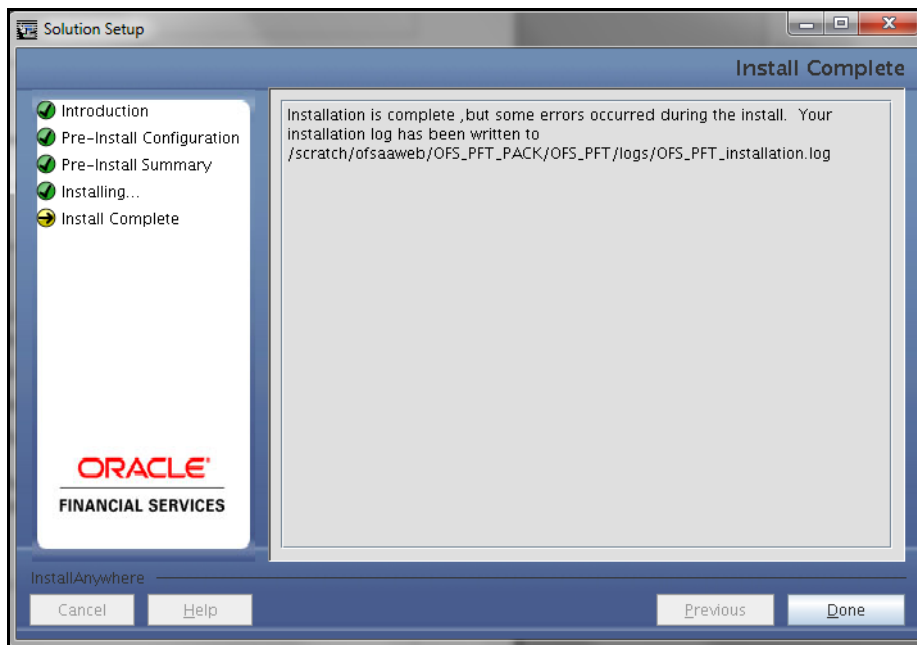 Solution Setup
Install Complete
Introduction
Pre-Install Configuration
Pre-Install Summary
Installing...
Install Complete
Installation is complete ,but some errors occurred during the install.  Your
installation log has been written to
/scratch/ofsaaweb/OFS_PFT_PACK/OFS_PFT/logs/OFS_PFT_installation.log
ORACLE
FINANCIAL SERVICES
InstallAnywhere
Cancel Help Previous Done